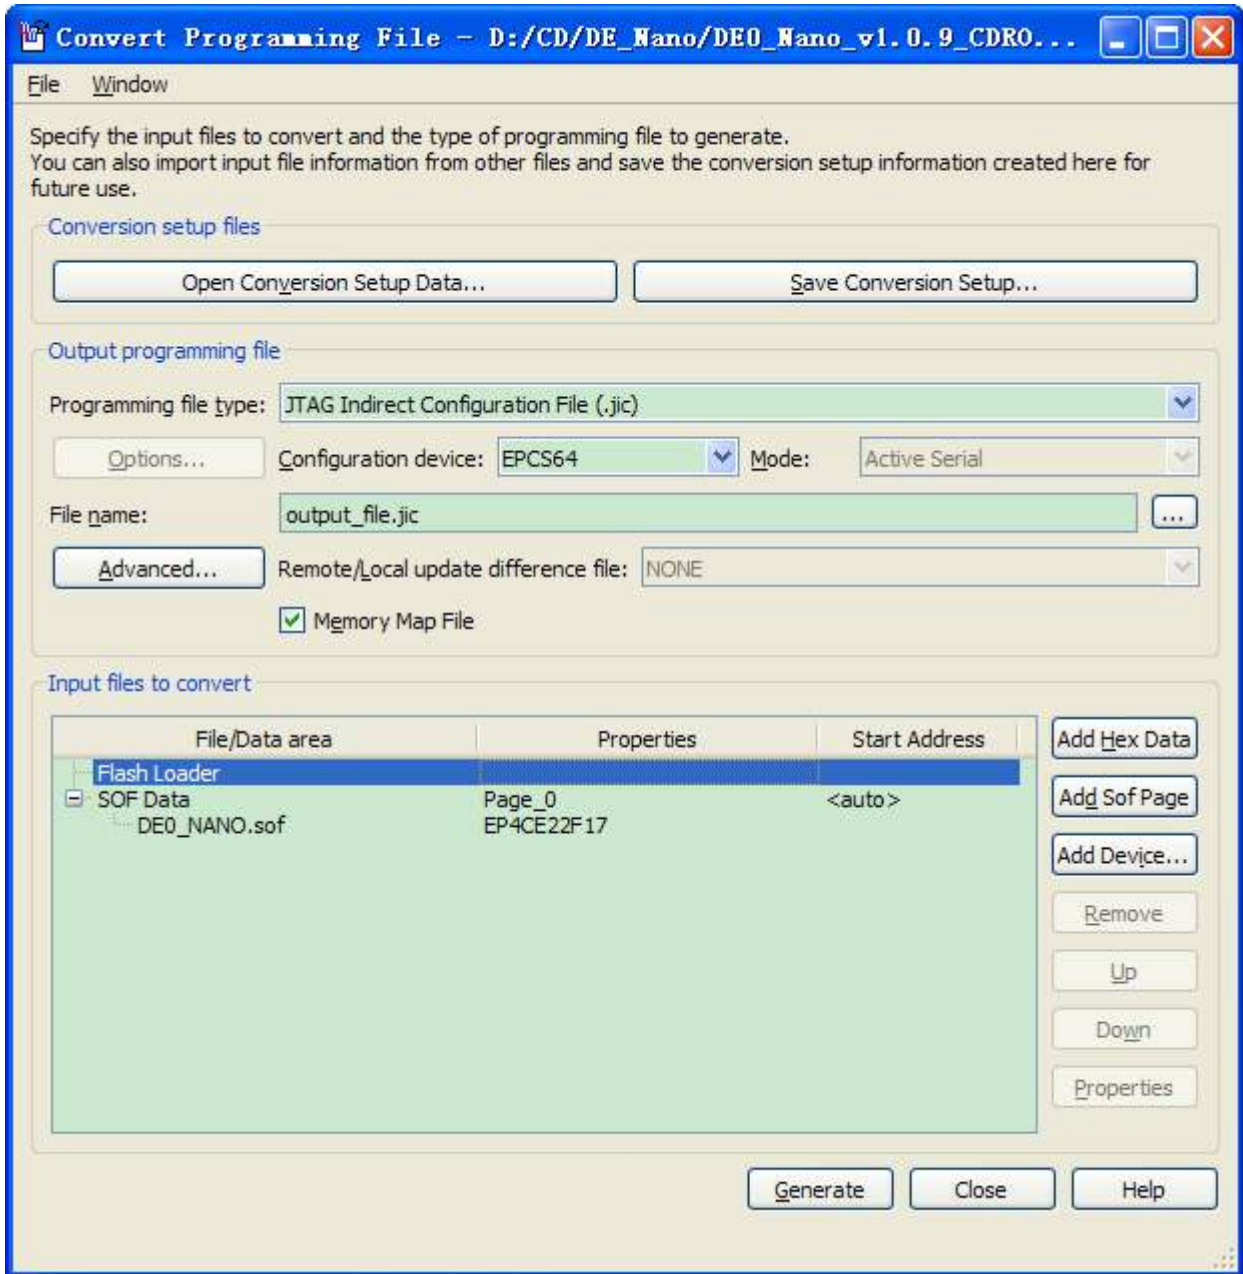 Convert Programming File - D:/CD/DE_Nano/DE0_Nano_v1.0.9_CDRO...
File Window
Specify the input files to convert and the type of programming file to generate.
You can also import input file information from other files and save the conversion setup information created here for
future use.
Conversion setup files
Open Conversion Setup Data... Save Conversion Setup...
Output programming file
Programming file type: JTAG Indirect Configuration File (.jic)
Options... Configuration device: EPCS64 Mode: Active Serial
File name: output_file.jic ...
Advanced... Remote/Local update difference file: NONE
Memory Map File
Input files to convert
File/Data area Properties Start Address Add Hex Data
Flash Loader
SOF Data Page_0 <auto> Add Sof Page
DE0_NANO.sof EP4CE22F17
Add Device...
Remove
Up
Down
Properties
Generate Close Help